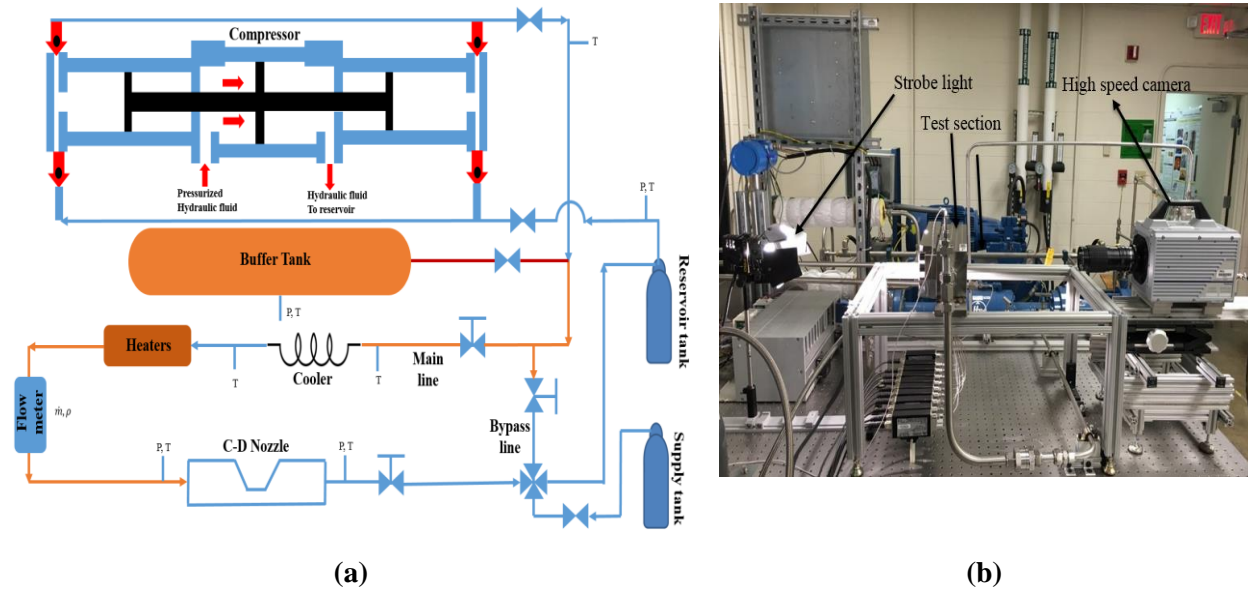 Compressor
T
Pressurized
Hydraulic fluid
Hydraulic fluid
To reservoir
P, T
Buffer Tank
Reservoir tank
P, T
Heaters
T
Cooler
T
Main
line
Flow
meter
ṁ, ρ
Bypass
line
P, T
C-D Nozzle
P, T
Supply tank
(a)
Strobe light
High speed camera
Test section
EXIT
(b)